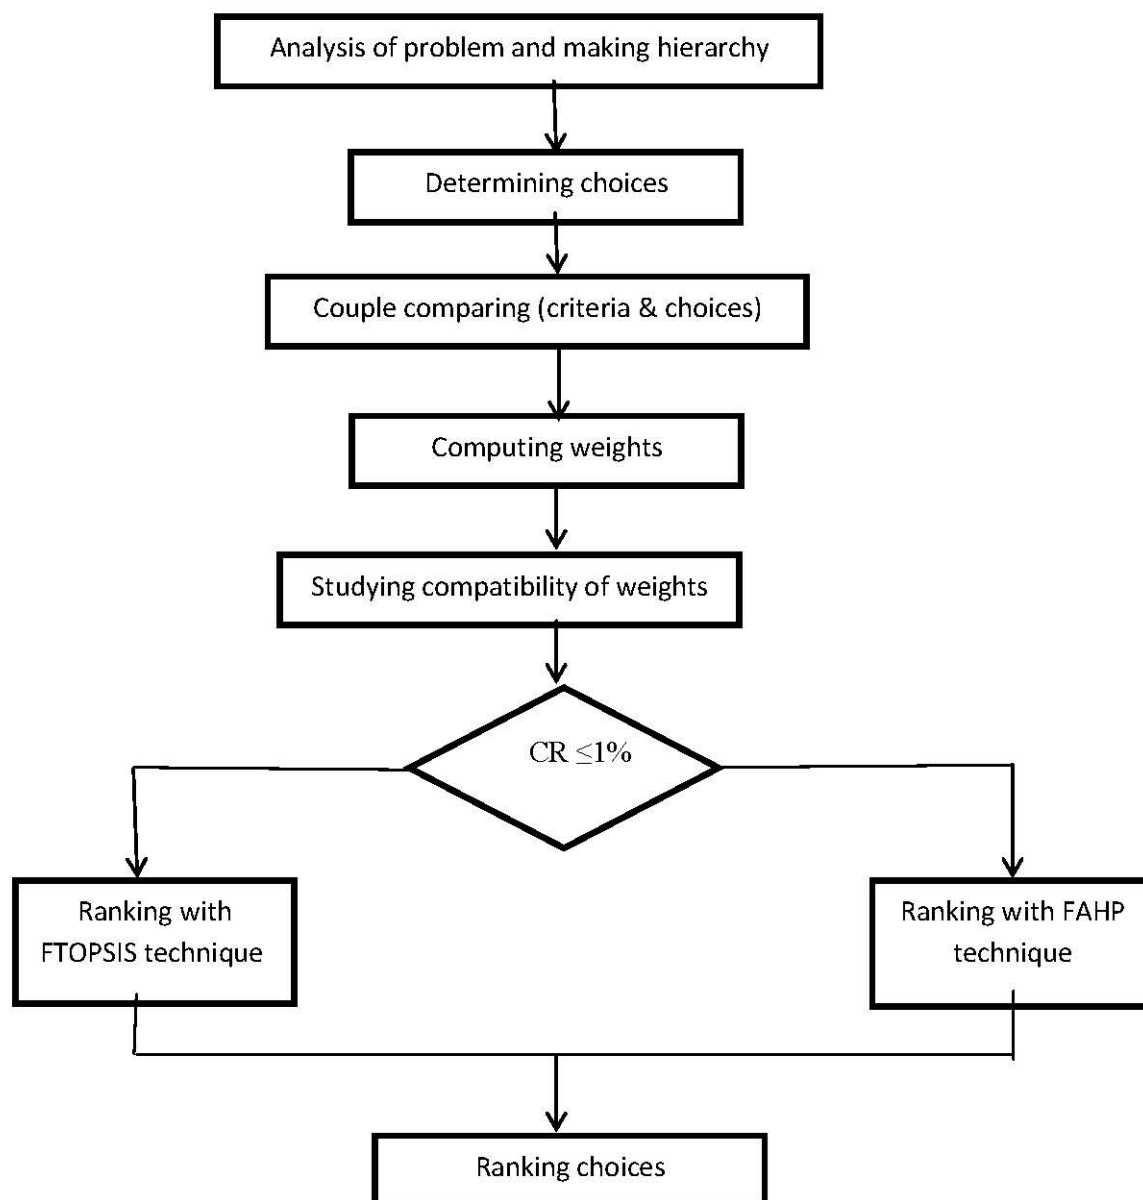 Analysis of problem and making hierarchy
Determining choices
Couple comparing (criteria & choices)
Computing weights
Studying compatibility of weights
CR ≤1%
Ranking with
FTOPSIS technique
Ranking with FAHP
technique
Ranking choices